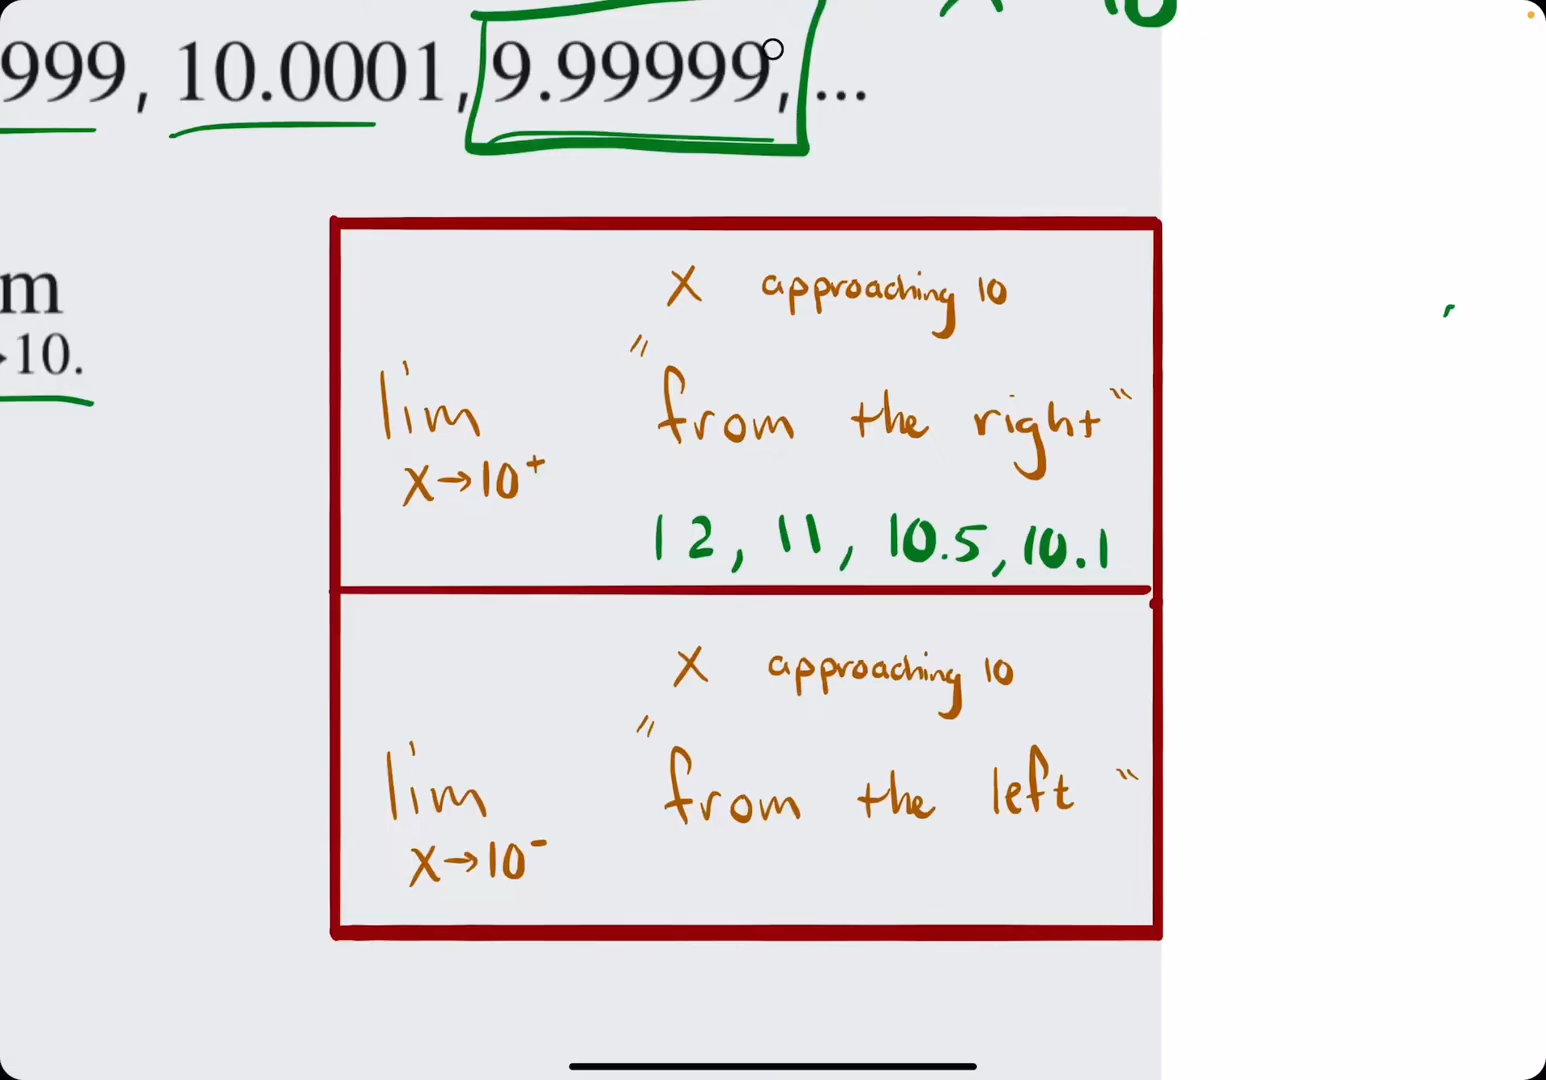 999, 10.0001, 9.99999, ...
m
→10.
x approaching 10
"from the right"
lim
x→10⁺
12, 11, 10.5, 10.1
x approaching 10
"from the left"
lim
x→10⁻